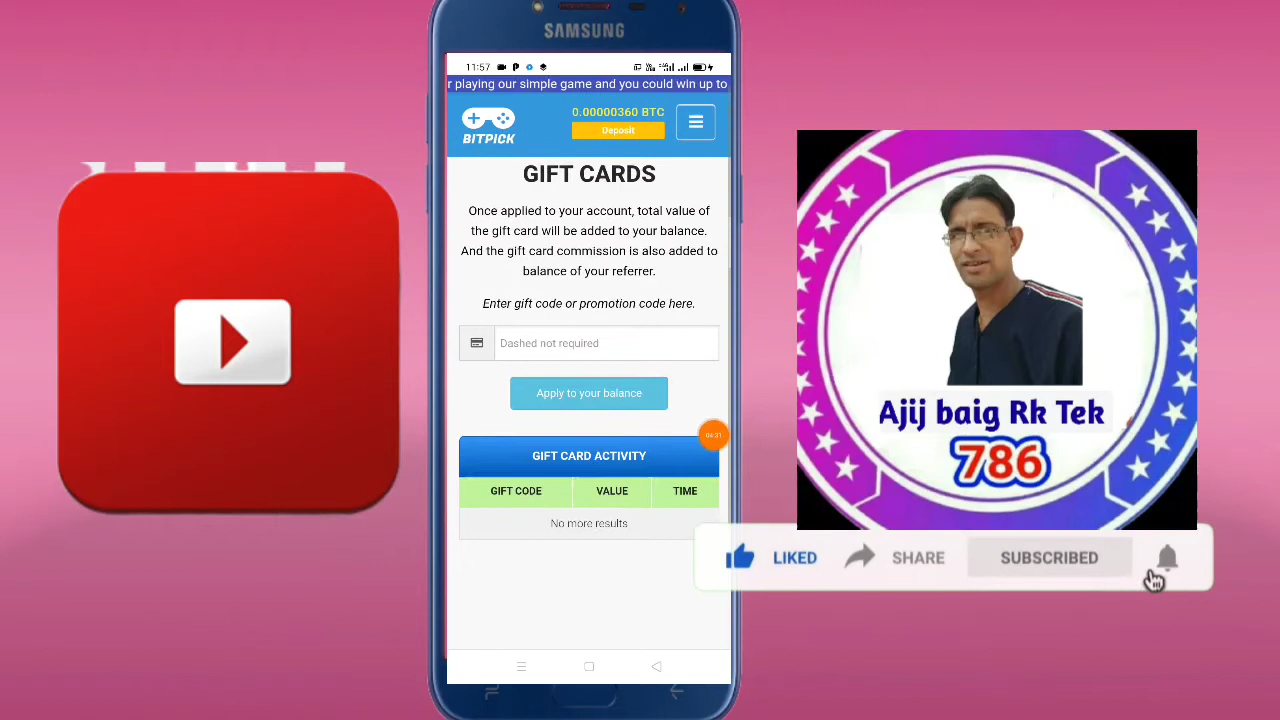 SAMSUNG
11:57
r playing our simple game and you could win up to
0.00000360 BTC
Deposit
BITPICK
GIFT CARDS
Once applied to your account, total value of
the gift card will be added to your balance.
And the gift card commission is also added to
balance of your referrer.
Enter gift code or promotion code here.
Dashed not required
Apply to your balance
04:31
GIFT CARD ACTIVITY
GIFT CODE VALUE TIME
No more results
Ajij baig Rk Tek
786
LIKED SHARE SUBSCRIBED